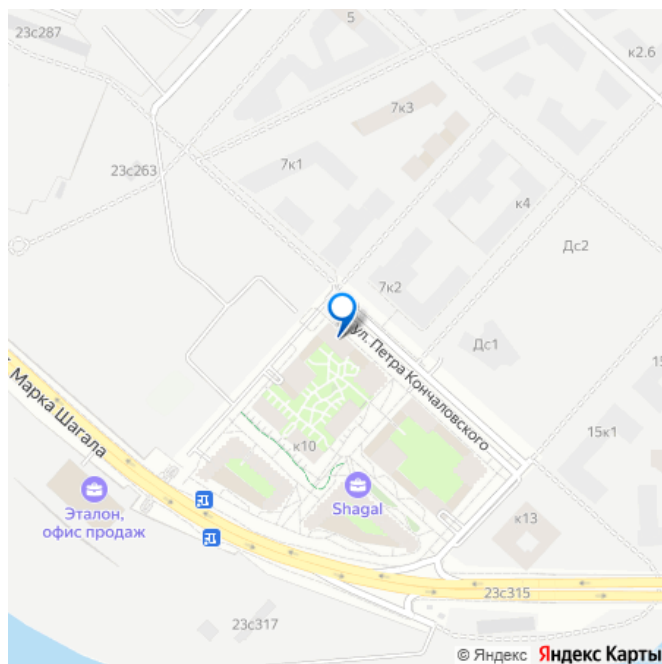 23с287
5
к2.6
7к3
7к1
23с263
к4
Дс2
7к2
ул. Петра Кончаловского
Дс1
Марка Шагала
15к1
к10
Shagal
Эталон,
офис продаж
к13
23с315
23с317
© Яндекс Яндекс Карты